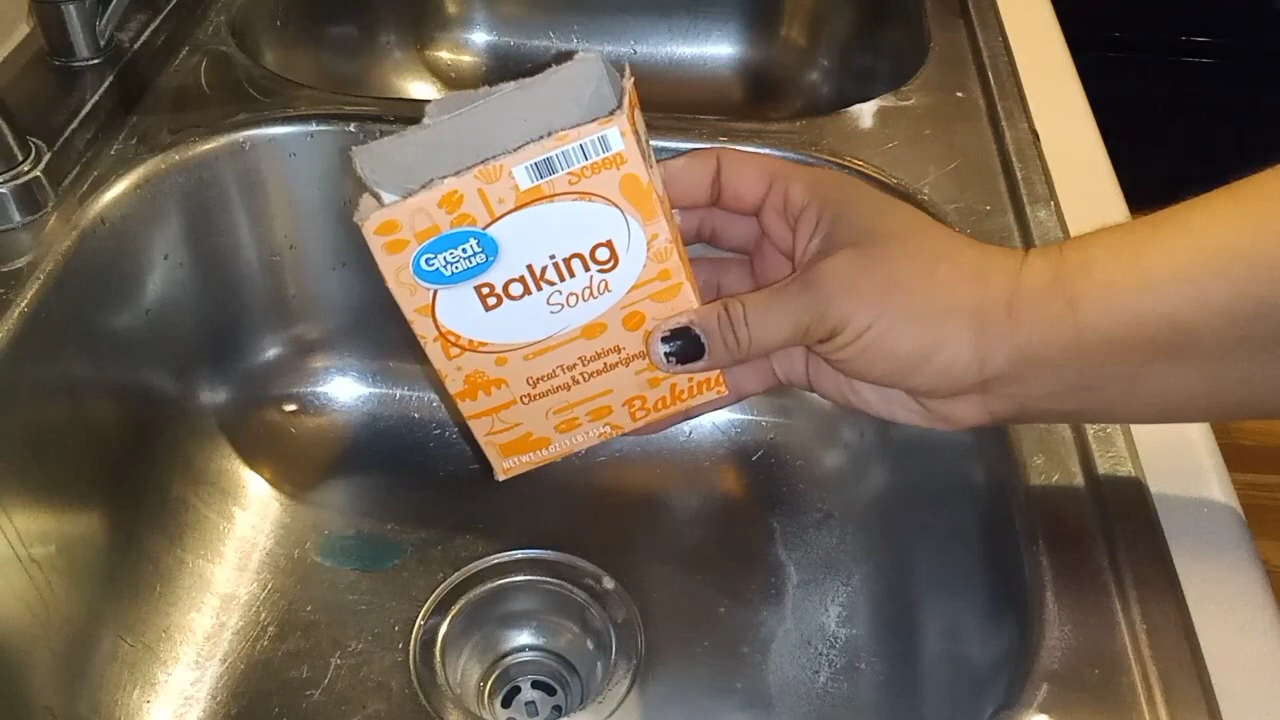 Scoop
Great
Value
Baking
Soda
Great For Baking,
Cleaning & Deodorizing
Baking
NET WT 16 OZ (1 LB) 454g